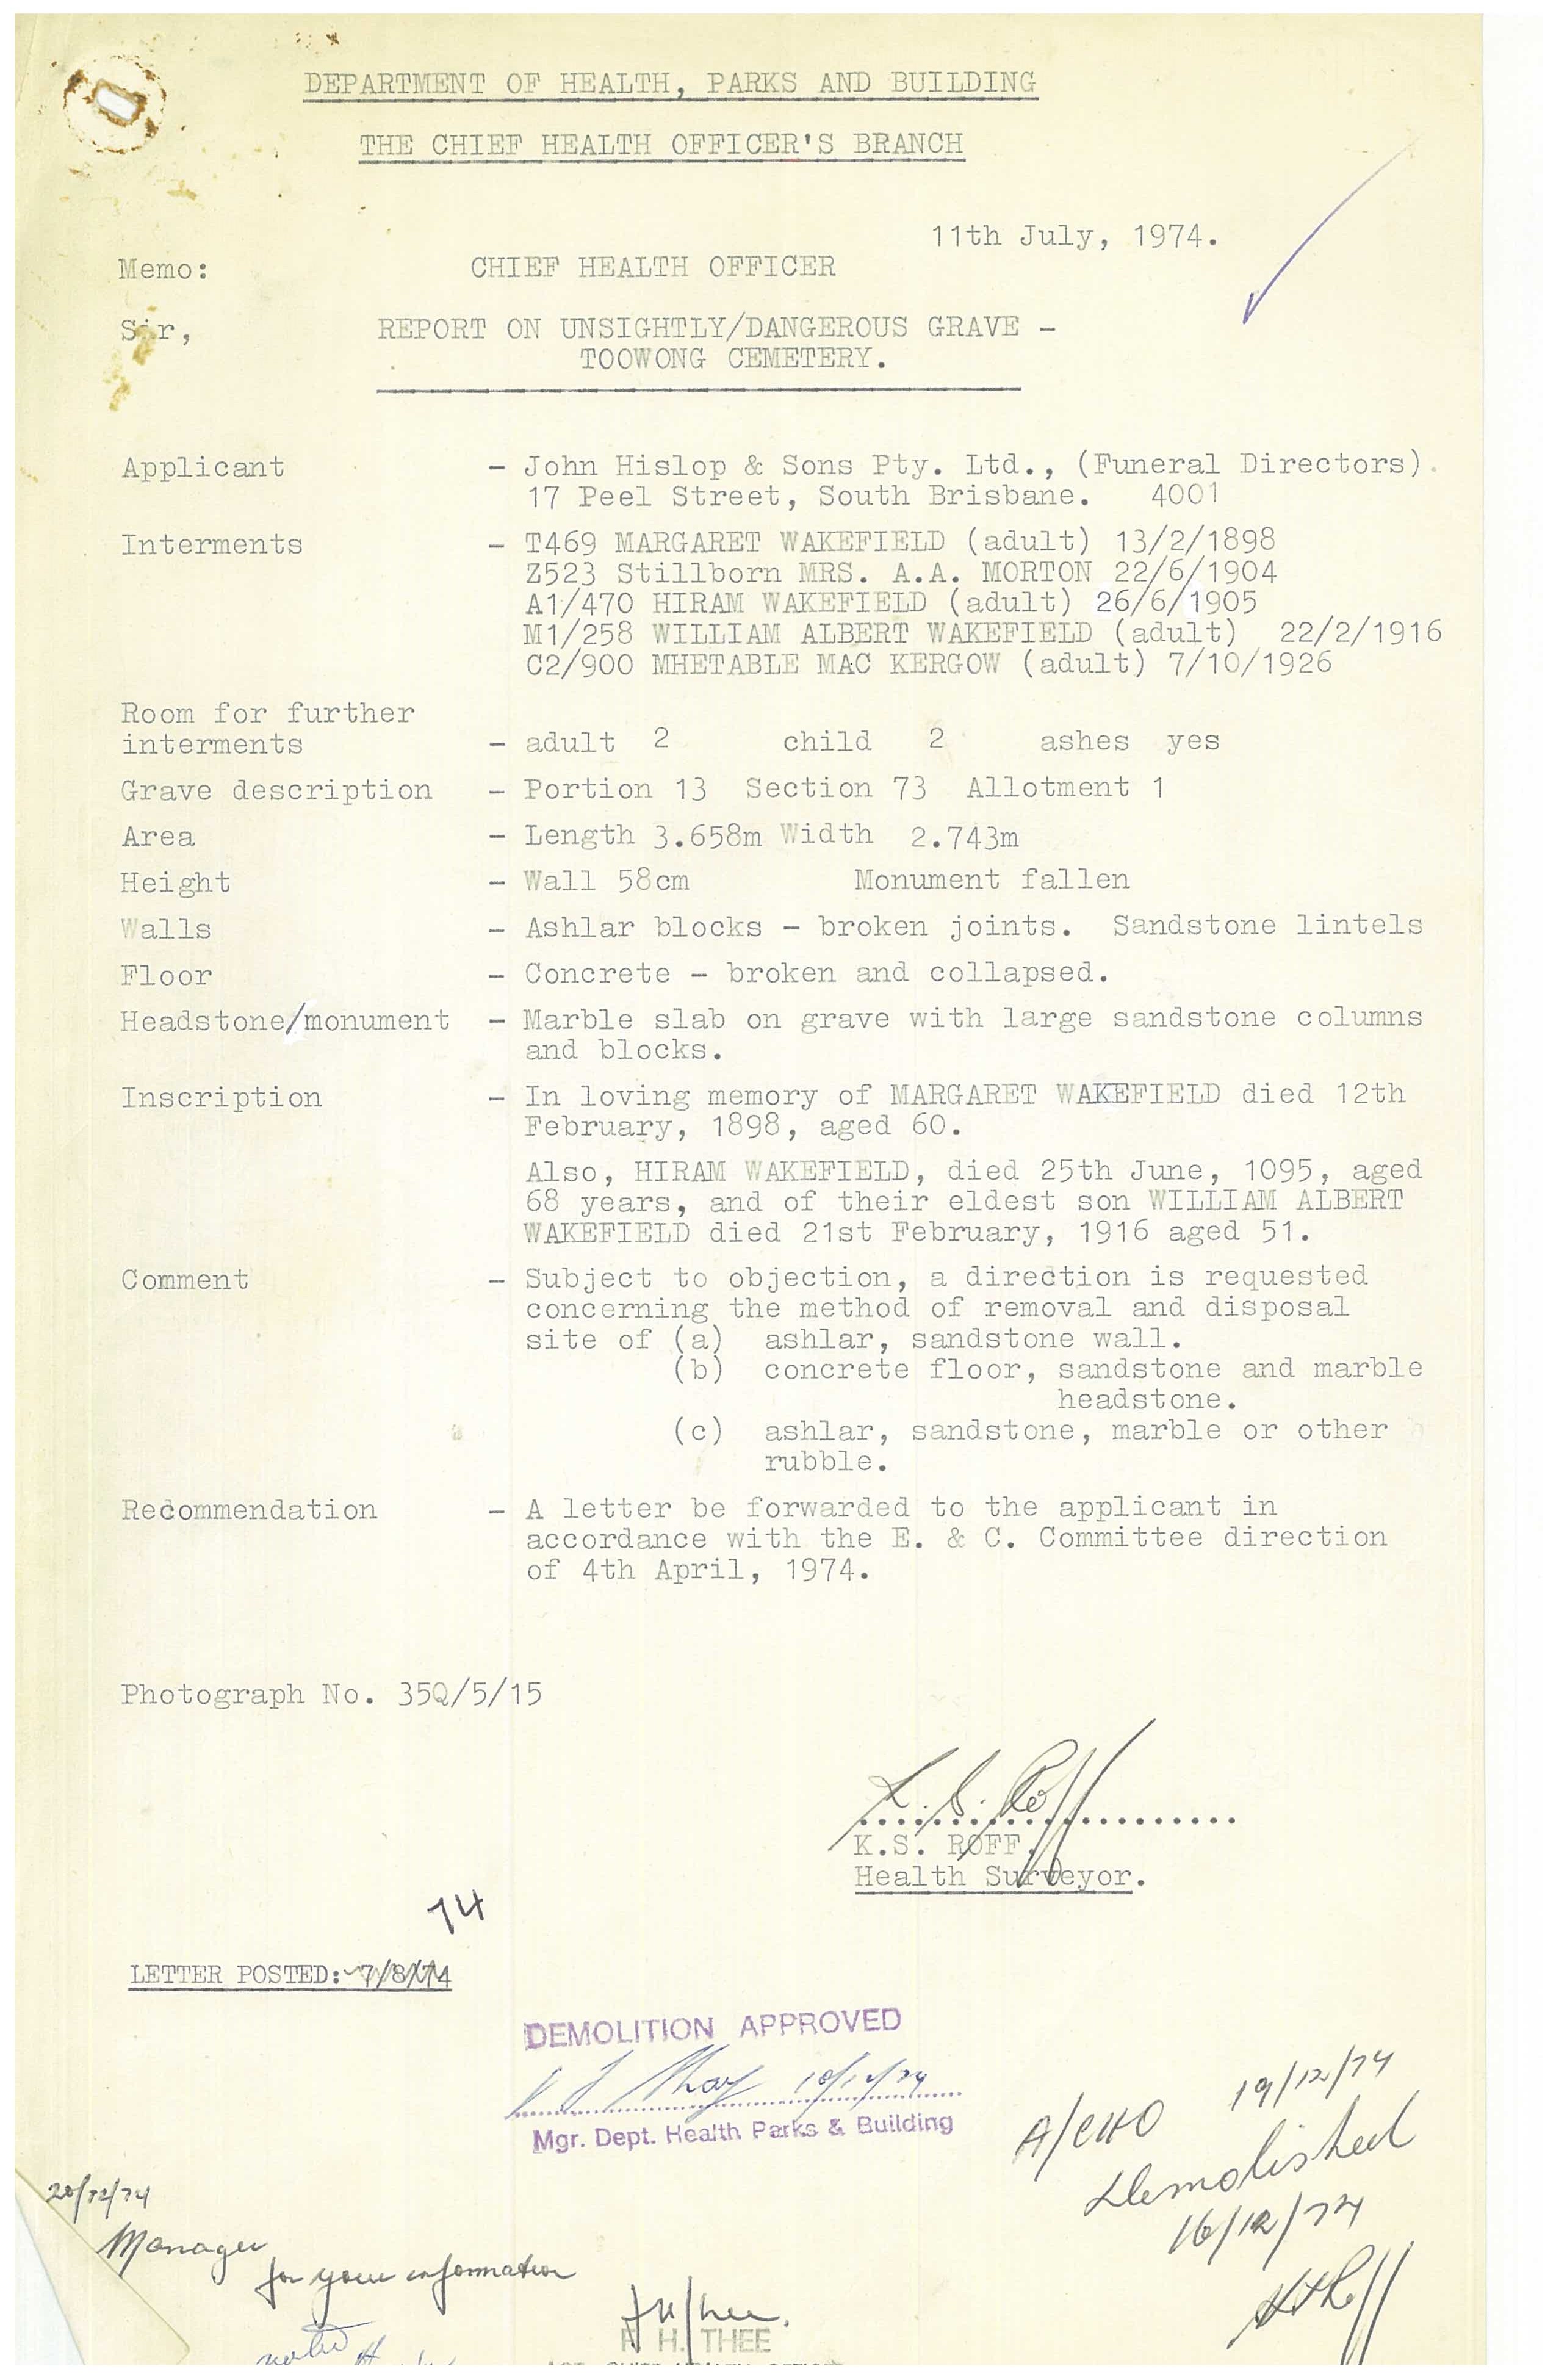 DEPARTMENT OF HEALTH, PARKS AND BUILDING
THE CHIEF HEALTH OFFICER'S BRANCH
11th July, 1974.
Memo: CHIEF HEALTH OFFICER
Sir, REPORT ON UNSIGHTLY/DANGEROUS GRAVE -
TOOWONG CEMETERY.
Applicant - John Hislop & Sons Pty. Ltd., (Funeral Directors).
17 Peel Street, South Brisbane. 4001
Interments - T469 MARGARET WAKEFIELD (adult) 13/2/1898
Z523 Stillborn MRS. A.A. MORTON 22/6/1904
A1/470 HIRAM WAKEFIELD (adult) 26/6/1905
M1/258 WILLIAM ALBERT WAKEFIELD (adult) 22/2/1916
C2/900 MHETABLE MAC KERGOW (adult) 7/10/1926
Room for further
interments - adult 2 child 2 ashes yes
Grave description - Portion 13 Section 73 Allotment 1
Area - Length 3.658m Width 2.743m
Height - Wall 58cm Monument fallen
Walls - Ashlar blocks - broken joints. Sandstone lintels
Floor - Concrete - broken and collapsed.
Headstone/monument - Marble slab on grave with large sandstone columns
and blocks.
Inscription - In loving memory of MARGARET WAKEFIELD died 12th
February, 1898, aged 60.
Also, HIRAM WAKEFIELD, died 25th June, 1095, aged
68 years, and of their eldest son WILLIAM ALBERT
WAKEFIELD died 21st February, 1916 aged 51.
Comment - Subject to objection, a direction is requested
concerning the method of removal and disposal
site of (a) ashlar, sandstone wall.
(b) concrete floor, sandstone and marble
headstone.
(c) ashlar, sandstone, marble or other
rubble.
Recommendation - A letter be forwarded to the applicant in
accordance with the E. & C. Committee direction
of 4th April, 1974.
Photograph No. 35Q/5/15
K.S. Roff
K.S. ROFF.
Health Surveyor.
74
LETTER POSTED: 7/8/74
DEMOLITION APPROVED
10/12/74
Mgr. Dept. Health Parks & Building
A/CHO 19/12/74
Demolished
16/12/74
20/12/74
Manager
for your information
noted
H. THEE